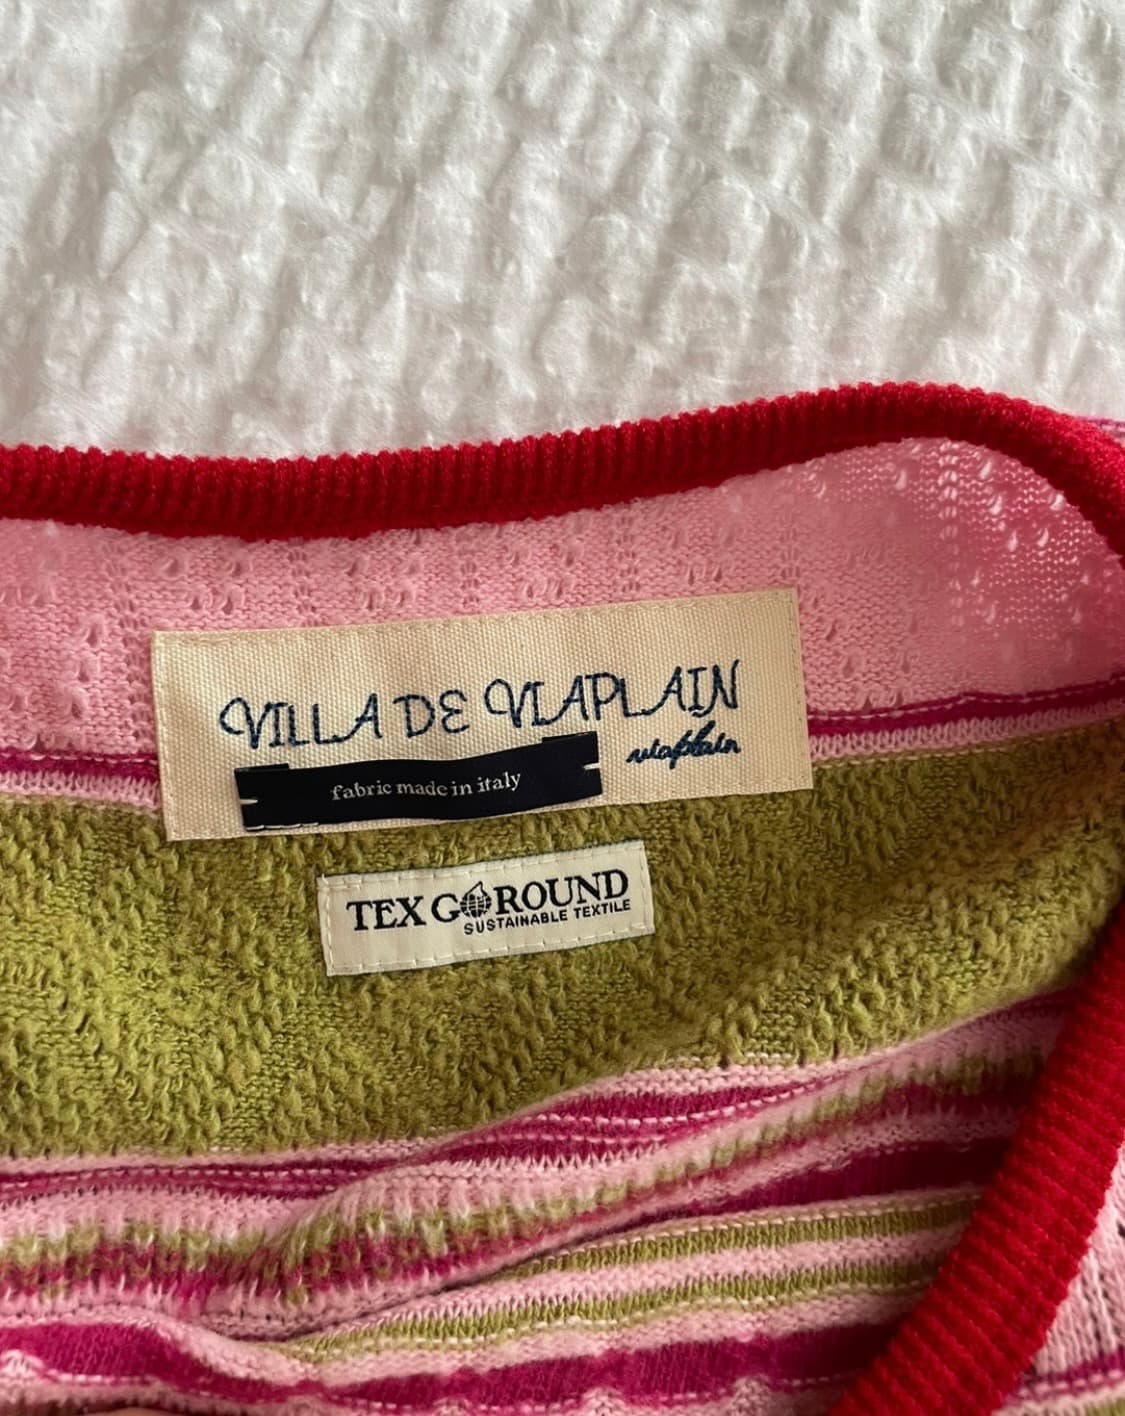 VILLA DE VIAPLAIN
viaplain
fabric made in italy
TEX GOROUND
SUSTAINABLE TEXTILE